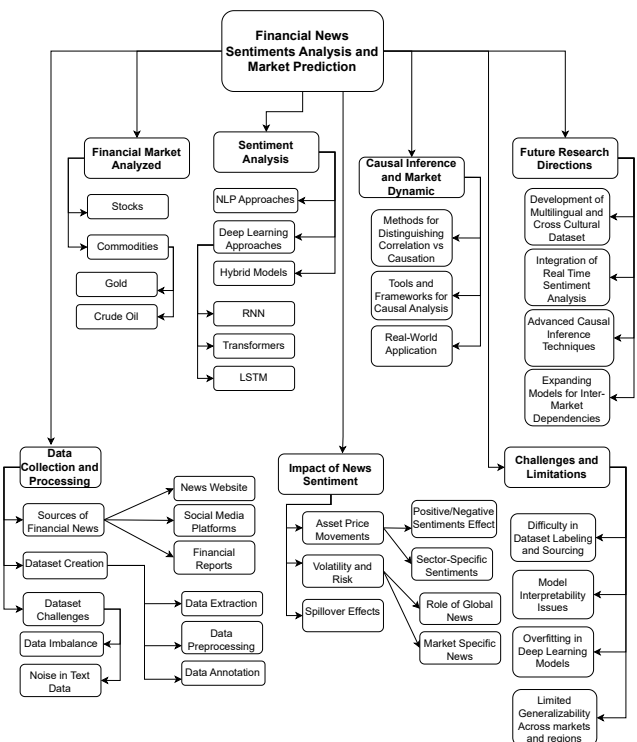 Financial News
Sentiments Analysis and
Market Prediction
Financial Market
Analyzed
Stocks
Commodities
Gold
Crude Oil
Sentiment
Analysis
NLP Approaches
Deep Learning
Approaches
Hybrid Models
RNN
Transformers
LSTM
Causal Inference
and Market
Dynamic
Methods for
Distinguishing
Correlation vs
Causation
Tools and
Frameworks for
Causal Analysis
Real-World
Application
Future Research
Directions
Development of
Multilingual and
Cross Cultural
Dataset
Integration of
Real Time
Sentiment
Analysis
Advanced Causal
Inference
Techniques
Expanding
Models for Inter-
Market
Dependencies
Data
Collection and
Processing
Sources of
Financial News
News Website
Social Media
Platforms
Financial
Reports
Dataset Creation
Data Extraction
Data
Preprocessing
Data Annotation
Dataset
Challenges
Data Imbalance
Noise in Text
Data
Impact of News
Sentiment
Asset Price
Movements
Positive/Negative
Sentiments Effect
Sector-Specific
Sentiments
Volatility and
Risk
Role of Global
News
Market Specific
News
Spillover Effects
Challenges and
Limitations
Difficulty in
Dataset Labeling
and Sourcing
Model
Interpretability
Issues
Overfitting in
Deep Learning
Models
Limited
Generalizability
Across markets
and regions